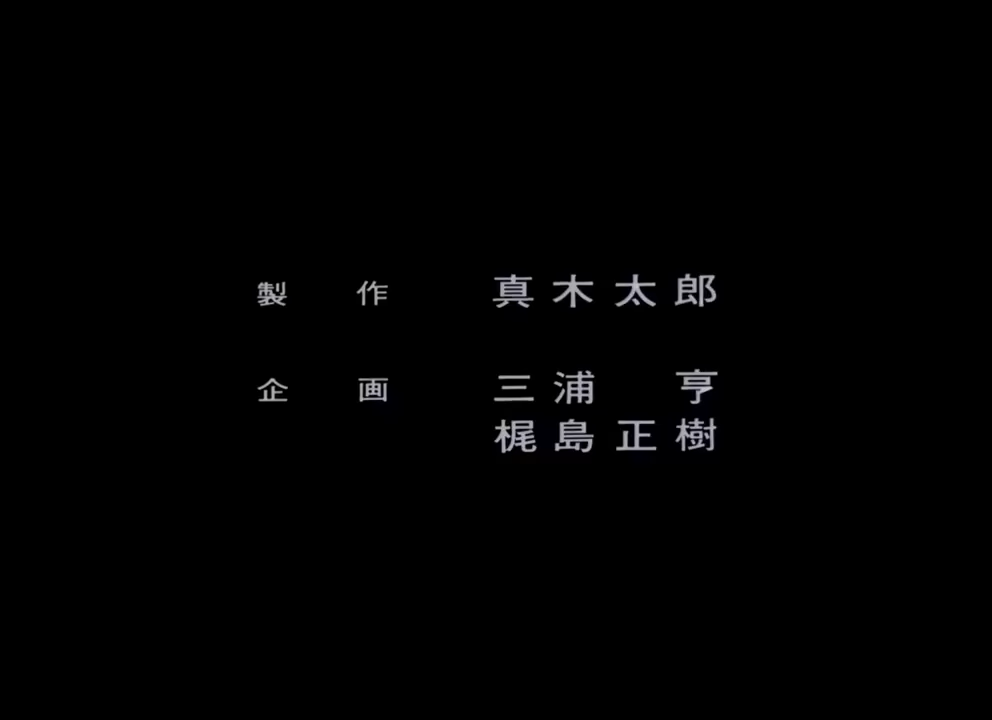 製　作　真木太郎
企　画　三浦　亨
梶島正樹